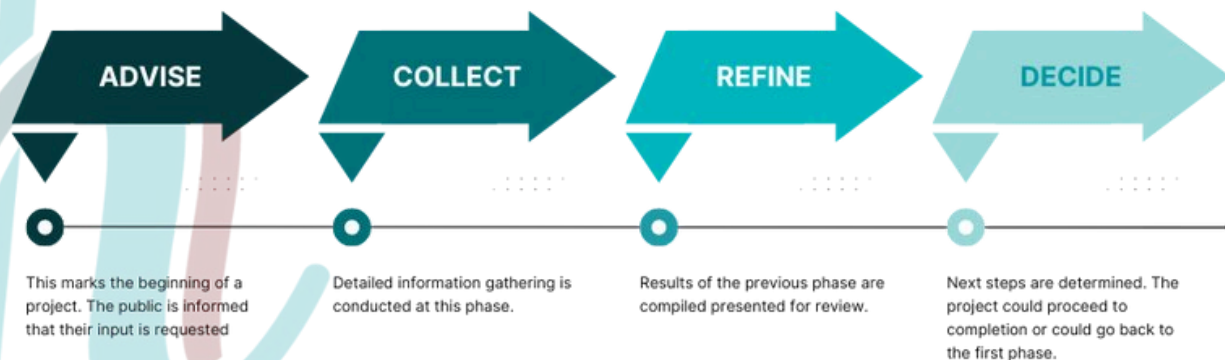 ADVISE
COLLECT
REFINE
DECIDE
This marks the beginning of a
project. The public is informed
that their input is requested
Detailed information gathering is
conducted at this phase.
Results of the previous phase are
compiled presented for review.
Next steps are determined. The
project could proceed to
completion or could go back to
the first phase.